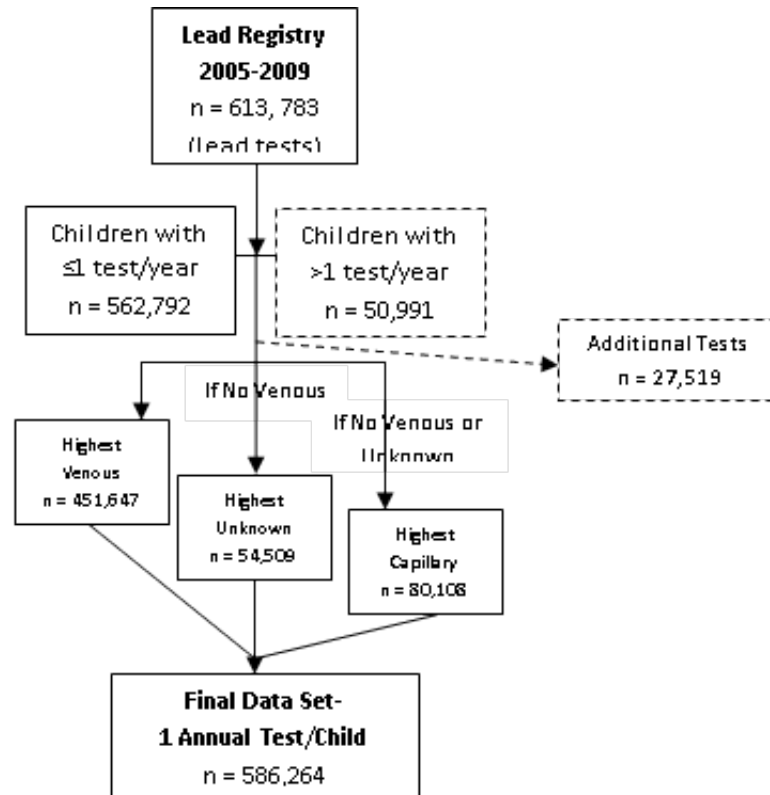 Lead Registry
2005-2009
n = 613, 783
(lead tests)
Children with
≤1 test/year
n = 562,792
Children with
>1 test/year
n = 50,991
Additional Tests
n = 27,519
If No Venous
If No Venous or
Unknown
Highest
Venous
n = 451,647
Highest
Unknown
n = 54,509
Highest
Capillary
n = 80,108
Final Data Set-
1 Annual Test/Child
n = 586,264